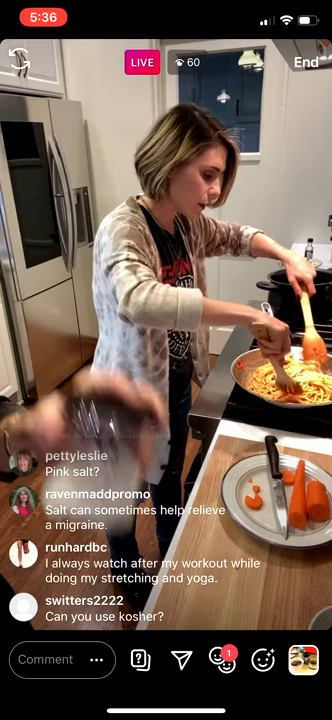 5:36
LIVE
60
End
pettyleslie
Pink salt?
ravenmaddpromo
Salt can sometimes help relieve
a migraine.
runhardbc
I always watch after my workout while
doing my stretching and yoga.
switters2222
Can you use kosher?
Comment
1